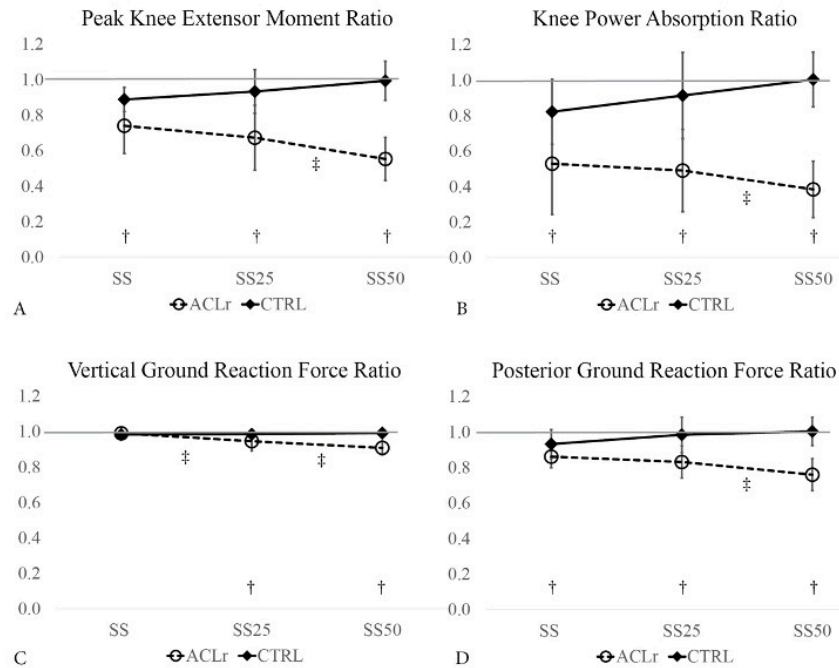 Peak Knee Extensor Moment Ratio
1.2
1.0
0.8
0.6
0.4
0.2
0.0
‡
† † †
SS SS25 SS50
A ACLr CTRL
Knee Power Absorption Ratio
1.2
1.0
0.8
0.6
0.4
0.2
0.0
‡
† † †
SS SS25 SS50
B ACLr CTRL
Vertical Ground Reaction Force Ratio
1.2
1.0
0.8
0.6
0.4
0.2
0.0
‡ ‡
† †
SS SS25 SS50
C ACLr CTRL
Posterior Ground Reaction Force Ratio
1.2
1.0
0.8
0.6
0.4
0.2
0.0
‡
† † †
SS SS25 SS50
D ACLr CTRL